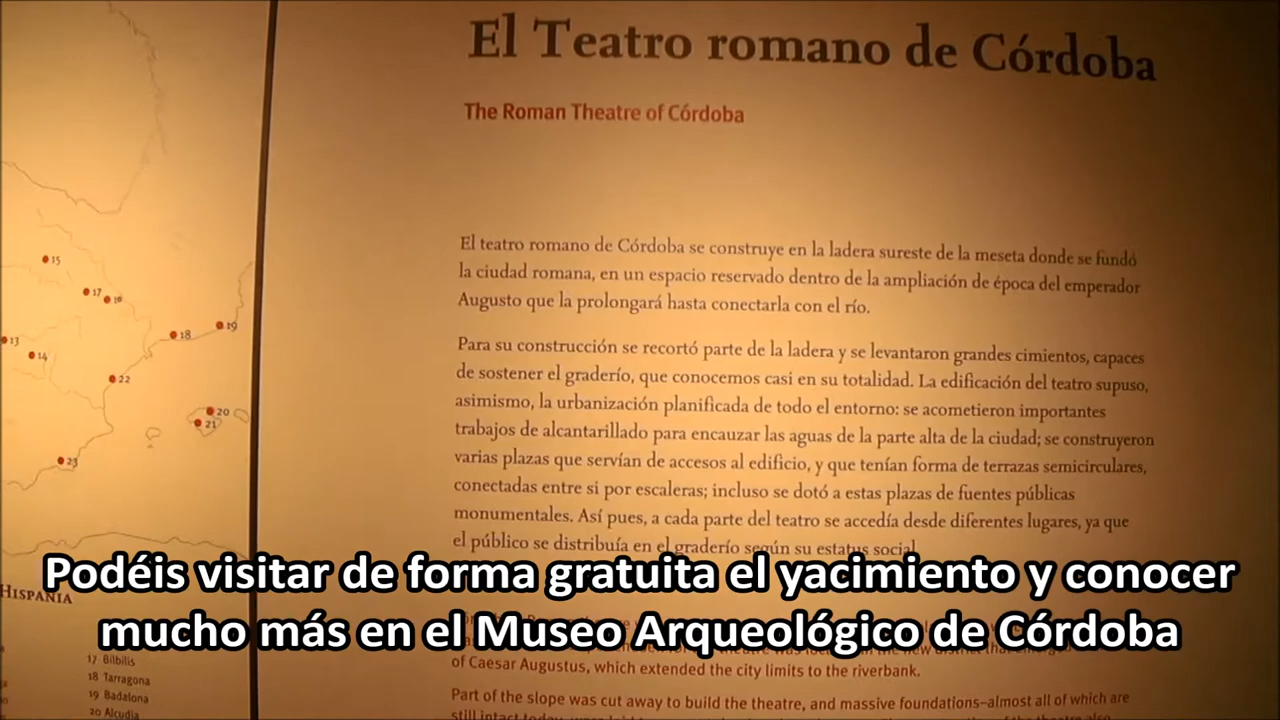 El Teatro romano de Córdoba
The Roman Theatre of Córdoba
El teatro romano de Córdoba se construye en la ladera sureste de la meseta donde se fundó
la ciudad romana, en un espacio reservado dentro de la ampliación de época del emperador
Augusto que la prolongará hasta conectarla con el río.
Para su construcción se recortó parte de la ladera y se levantaron grandes cimientos, capaces
de sostener el graderío, que conocemos casi en su totalidad. La edificación del teatro supuso,
asimismo, la urbanización planificada de todo el entorno: se acometieron importantes
trabajos de alcantarillado para encauzar las aguas de la parte alta de la ciudad; se construyeron
varias plazas que servían de accesos al edificio, y que tenían forma de terrazas semicirculares,
conectadas entre si por escaleras; incluso se dotó a estas plazas de fuentes públicas
monumentales. Así pues, a cada parte del teatro se accedía desde diferentes lugares, ya que
el público se distribuía en el graderío según su estatus social.
of Caesar Augustus, which extended the city limits to the riverbank.
Part of the slope was cut away to build the theatre, and massive foundations–almost all of which are
still intact today
15
17
16
19
18
13
14
22
20
21
23
HISPANIA
17 Bilbilis
18 Tarragona
19 Badalona
20 Alcudia
Podéis visitar de forma gratuita el yacimiento y conocer
mucho más en el Museo Arqueológico de Córdoba